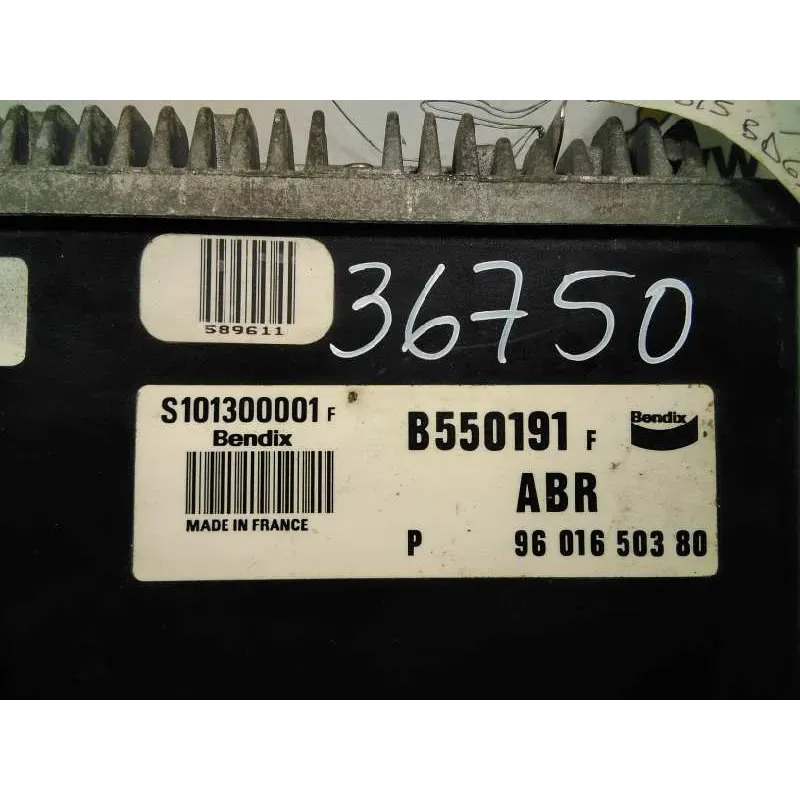 589611
36750
S101300001 F
Bendix
MADE IN FRANCE
B550191 F
Bendix
ABR
P 96 016 503 80